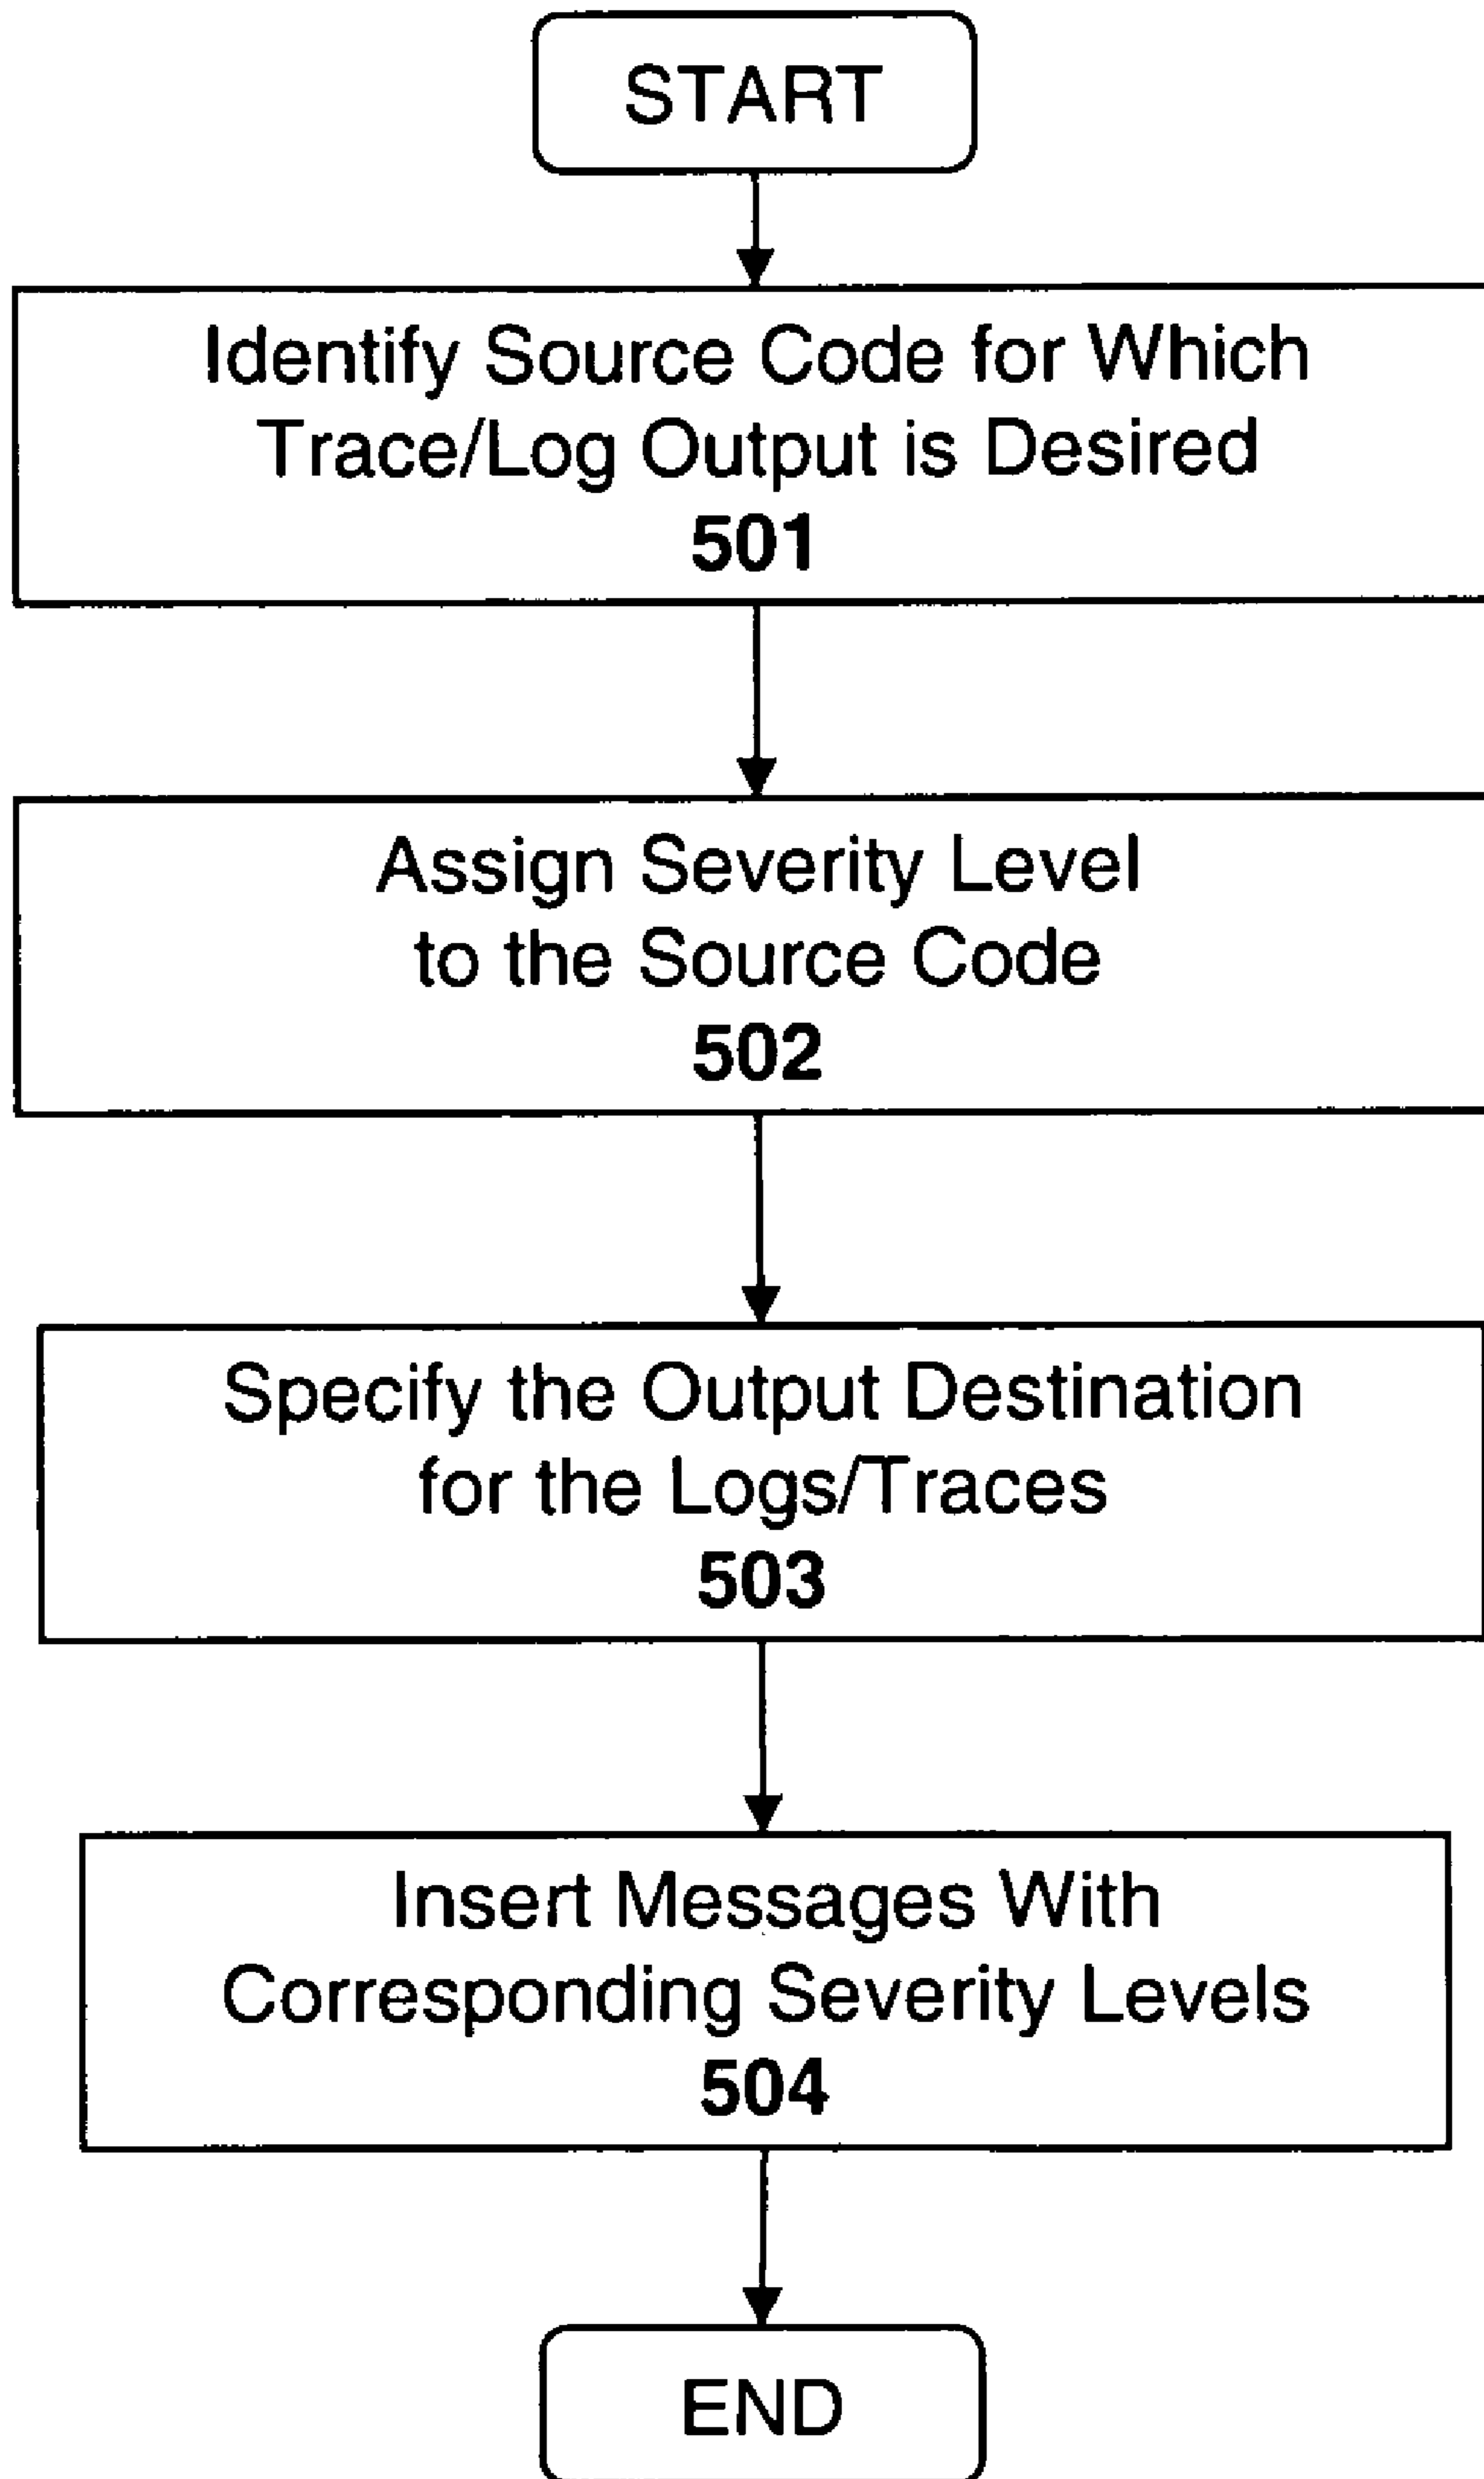 START
Identify Source Code for Which
Trace/Log Output is Desired
501
Assign Severity Level
to the Source Code
502
Specify the Output Destination
for the Logs/Traces
503
Insert Messages With
Corresponding Severity Levels
504
END